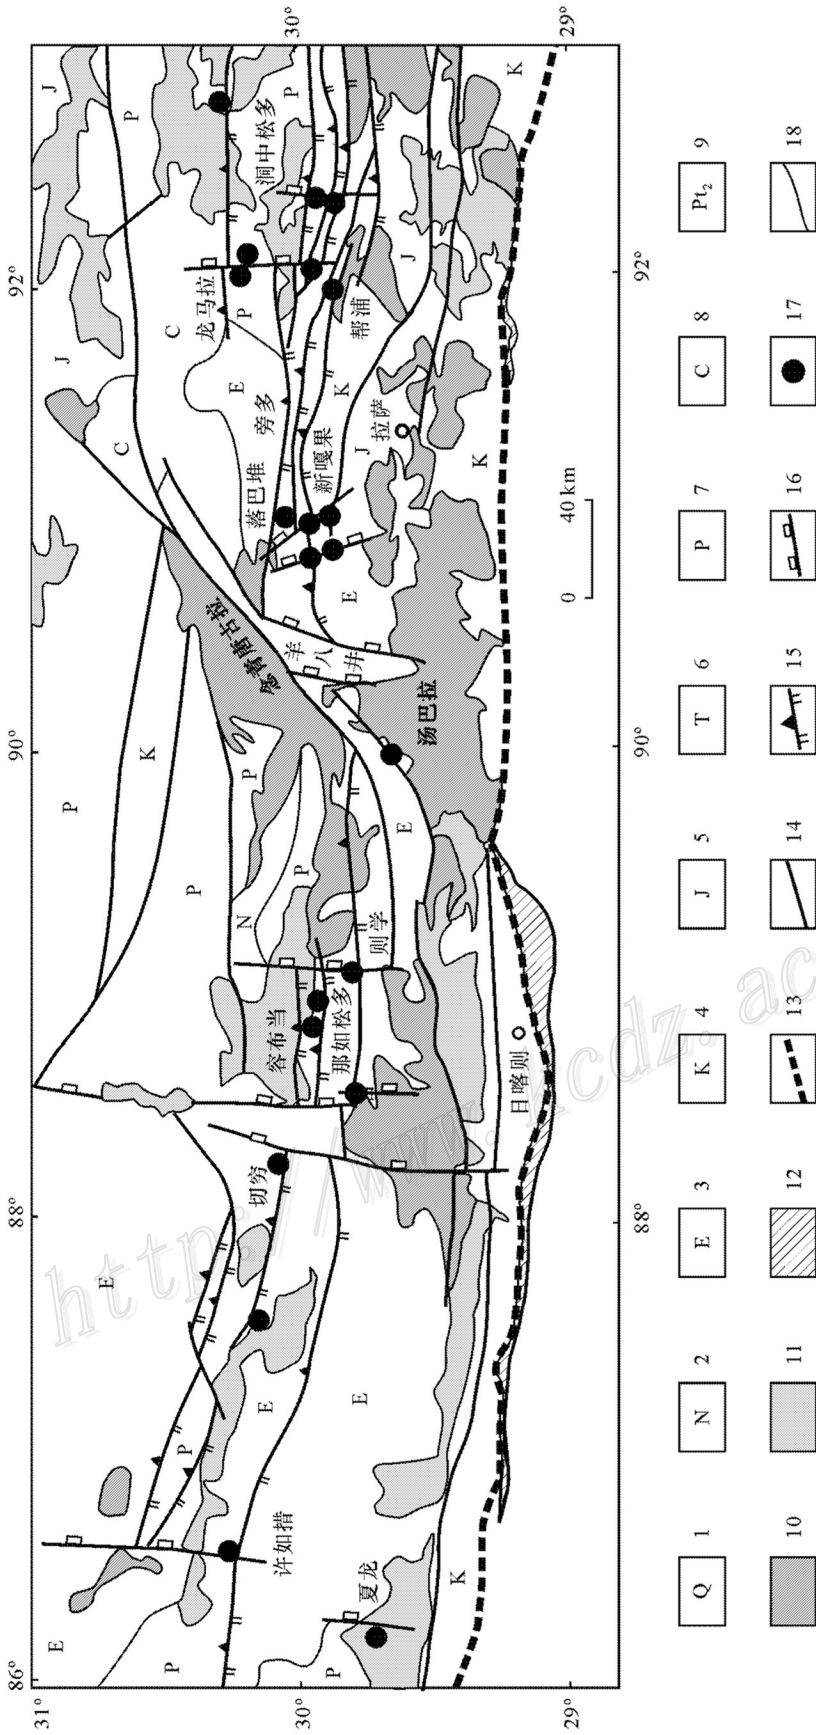 86°
88°
90°
92°
31°
30°
29°
30°
29°
E
P
P
E
P
E
E
K
P
K
P
P
N
P
E
C
J
C
J
P
E
P
P
K
J
E
J
K
K
许如措
夏龙
切穷
容布当
那如松多
则学
日喀则
念青唐古拉
羊八井
汤巴拉
落巴堆
旁多
新嘎果
拉萨
龙马拉
帮浦
洞中松多
0 40 km
http://www.kcdz.ac
Q 1
N 2
E 3
K 4
J 5
T 6
P 7
C 8
Pt₂ 9
10
11
12
13
14
15
16
17
18